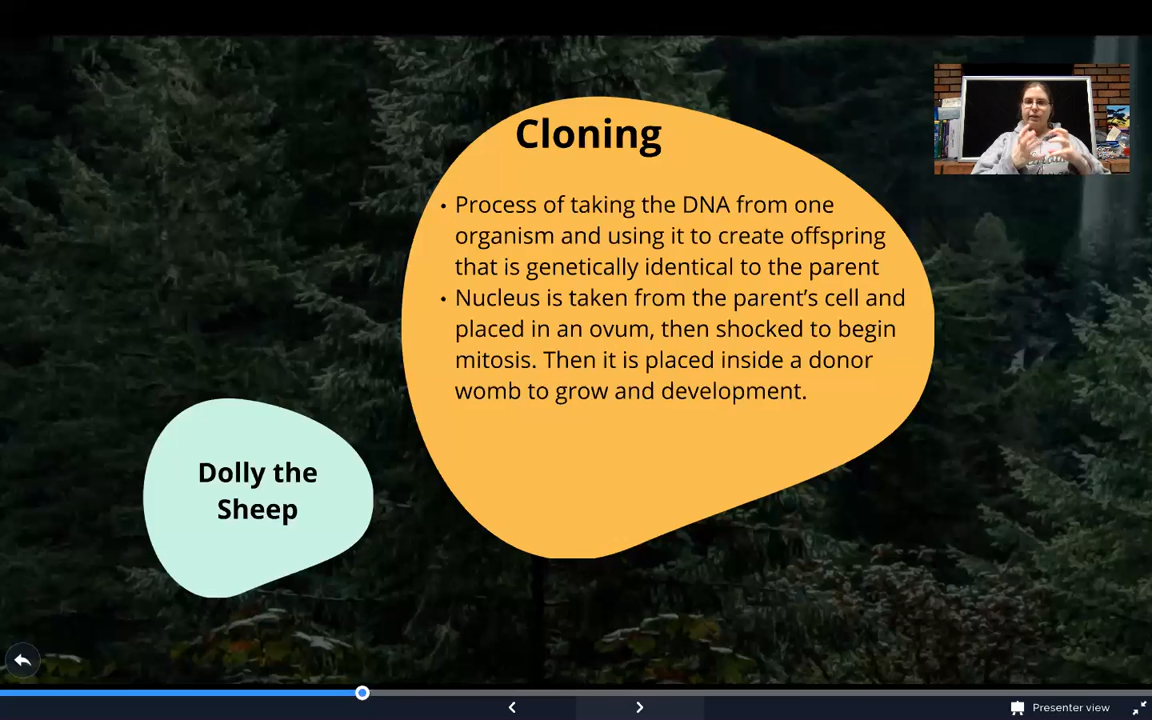 Cloning
• Process of taking the DNA from one
organism and using it to create offspring
that is genetically identical to the parent
• Nucleus is taken from the parent's cell and
placed in an ovum, then shocked to begin
mitosis. Then it is placed inside a donor
womb to grow and development.
Dolly the
Sheep
Presenter view